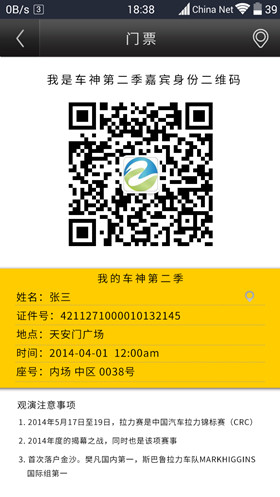 0B/s 3 18:38 China Net 39
门票
我是车神第二季嘉宾身份二维码
我的车神第二季
姓名：张三
证件号：4211271000010132145
地点：天安门广场
时间：2014-04-01 12:00am
座号：内场 中区 0038号
观演注意事项
1. 2014年5月17日至19日，拉力赛是中国汽车拉力锦标赛（CRC）
2. 2014年度的揭幕之战，同时也是该项赛事
3. 首次落户金沙。樊凡国内第一，斯巴鲁拉力车队MARKHIGGINS
国际组第一